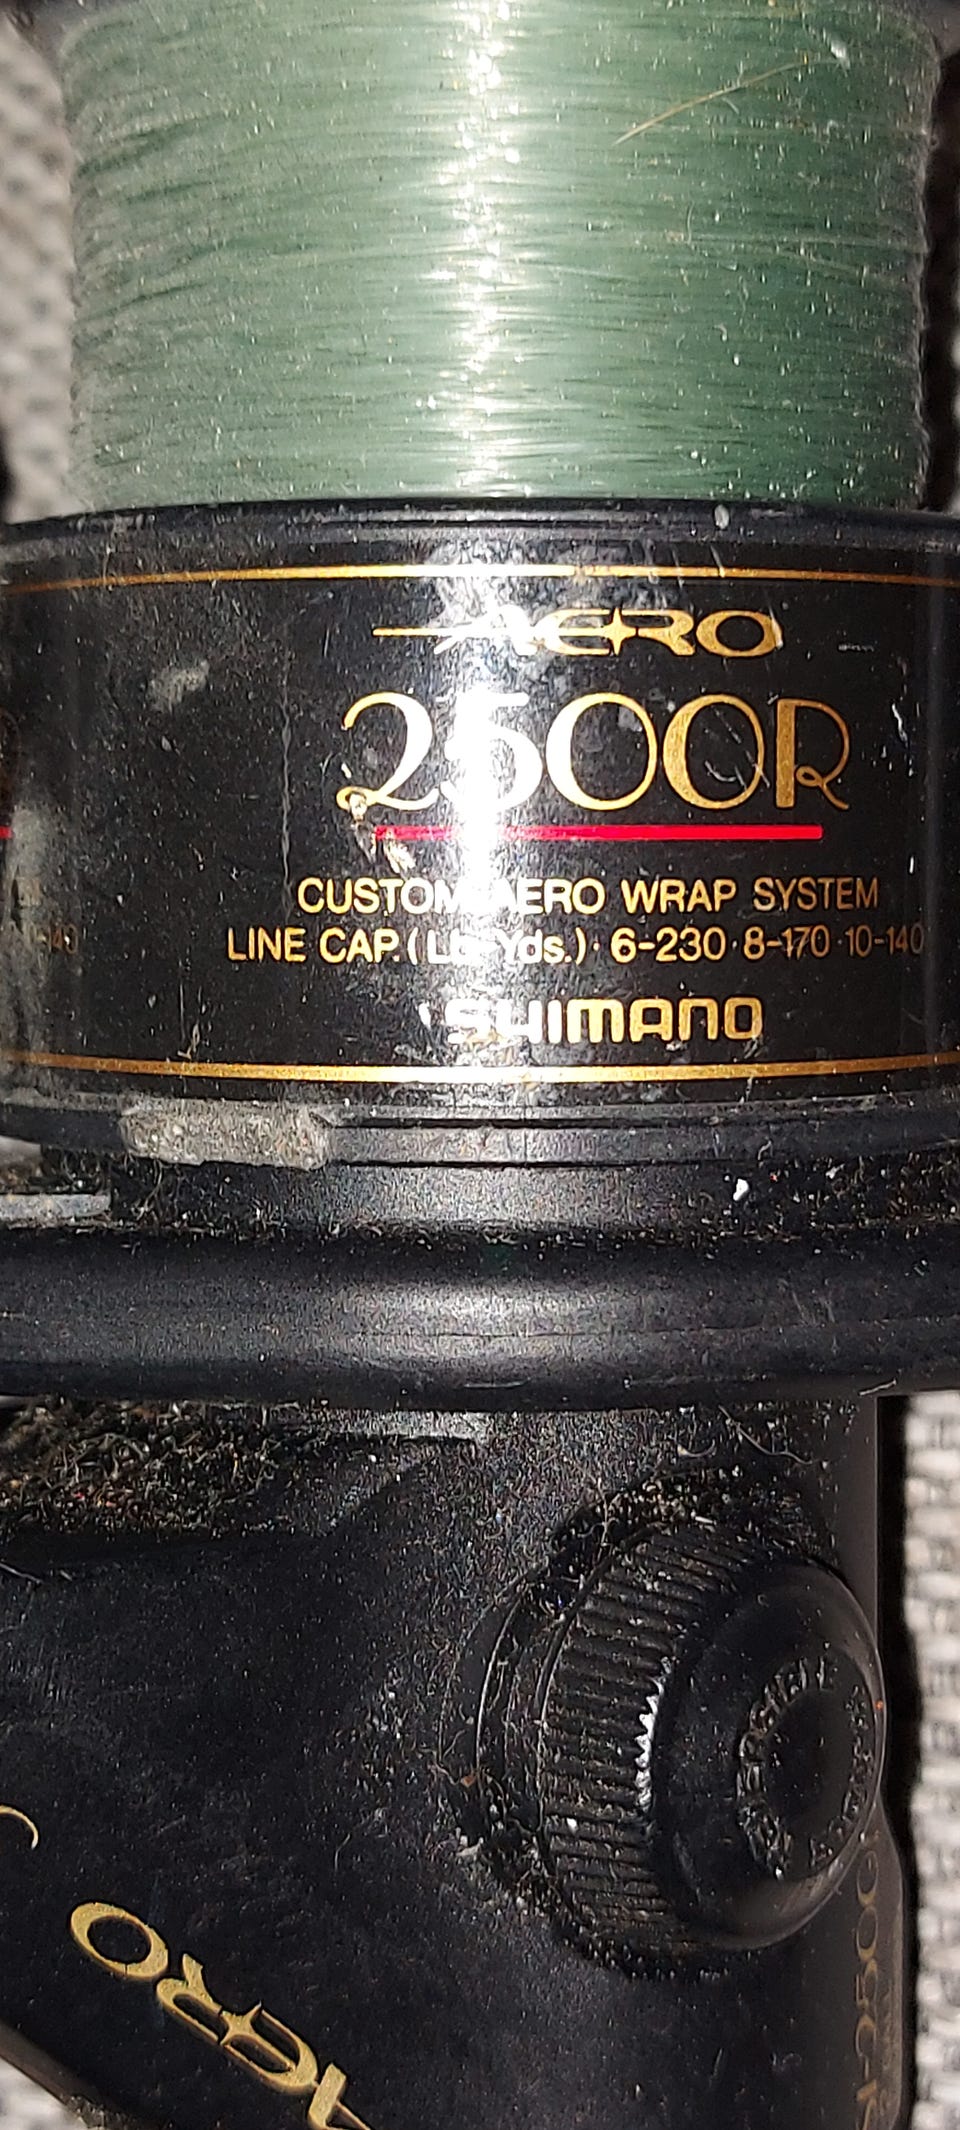 AERO
2500R
CUSTOM AERO WRAP SYSTEM
LINE CAP. (Lb-Yds.)· 6-230·8-170·10-140
SHIMANO
AERO